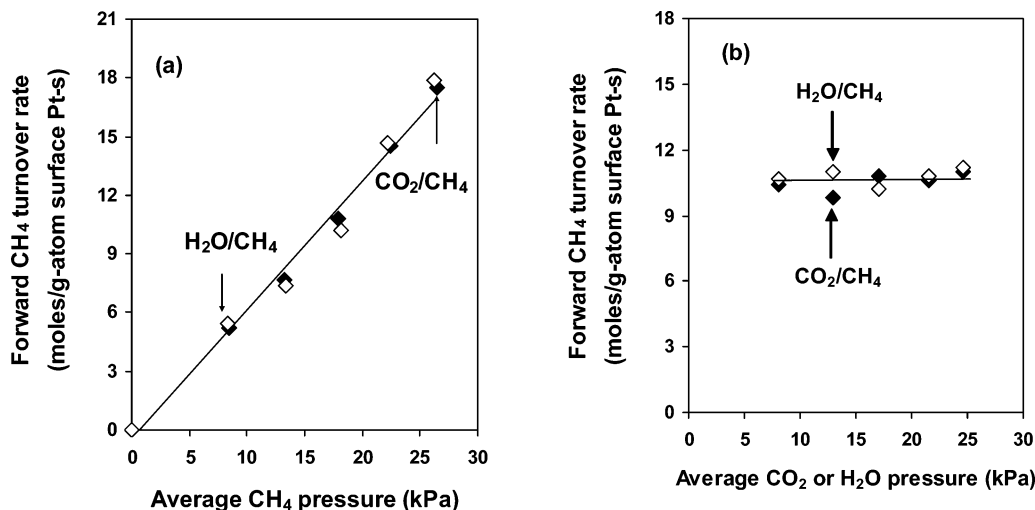 (a)
Forward CH₄ turnover rate
(moles/g-atom surface Pt-s)
21
18
15
12
9
6
3
0
H₂O/CH₄
CO₂/CH₄
0 5 10 15 20 25 30
Average CH₄ pressure (kPa)
(b)
Forward CH₄ turnover rate
(moles/g-atom surface Pt-s)
18
15
12
9
6
3
0
H₂O/CH₄
CO₂/CH₄
0 5 10 15 20 25 30
Average CO₂ or H₂O pressure (kPa)